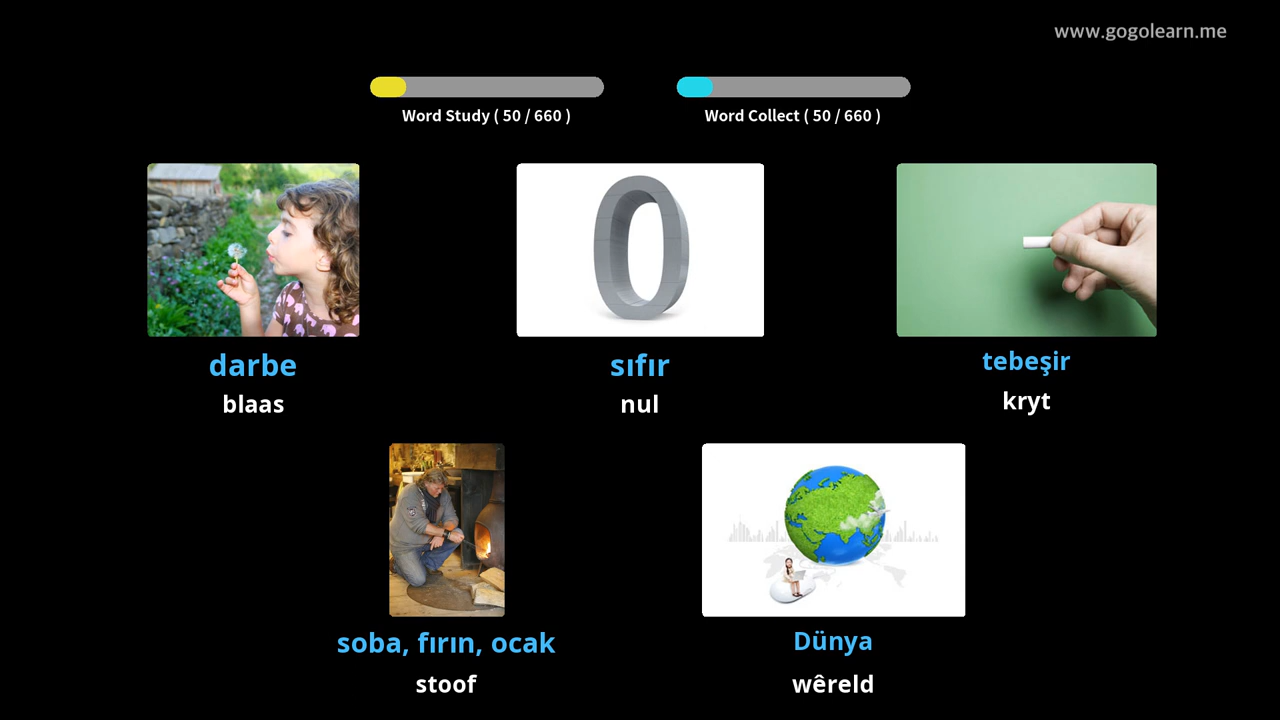 www.gogolearn.me
Word Study ( 50 / 660 )
Word Collect ( 50 / 660 )
darbe
blaas
sıfır
nul
tebeşir
kryt
soba, fırın, ocak
stoof
Dünya
wêreld